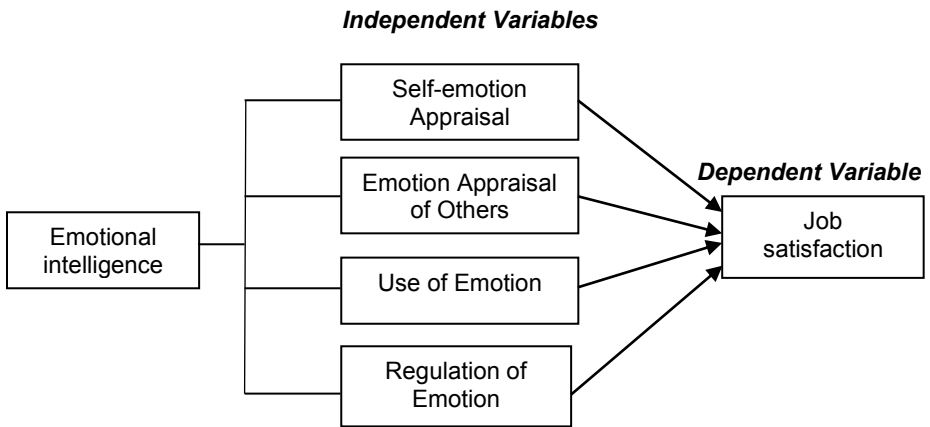 Independent Variables
Self-emotion
Appraisal
Emotion Appraisal
of Others
Dependent Variable
Emotional
intelligence
Job
satisfaction
Use of Emotion
Regulation of
Emotion